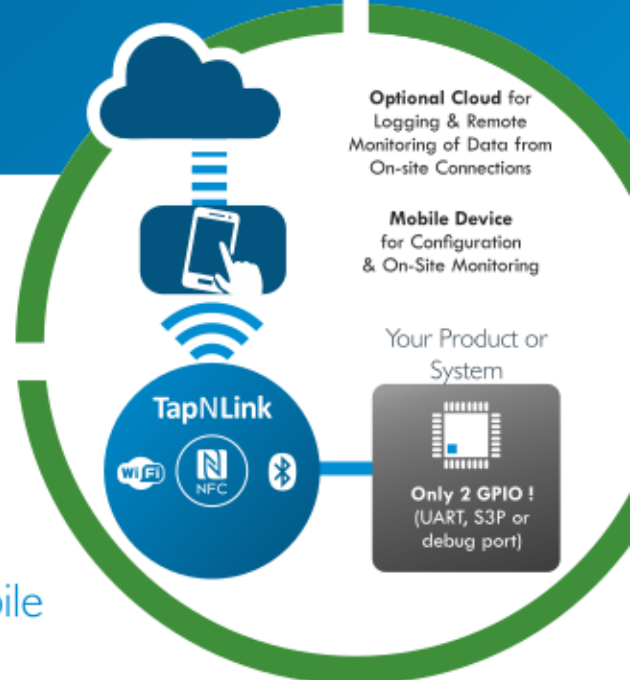 Optional Cloud for
Logging & Remote
Monitoring of Data from
On-site Connections
Mobile Device
for Configuration
& On-Site Monitoring
Your Product or
System
TapNLink
WiFi
NFC
Only 2 GPIO !
(UART, S3P or
debug port)